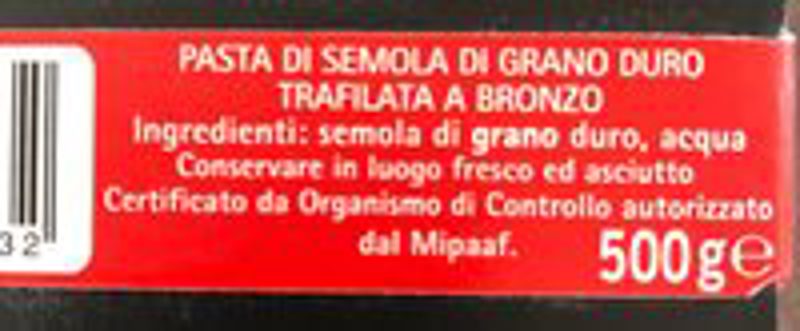 PASTA DI SEMOLA DI GRANO DURO
TRAFILATA A BRONZO
Ingredienti: semola di grano duro, acqua
Conservare in luogo fresco ed asciutto
Certificato da Organismo di Controllo autorizzato
dal Mipaaf.
500g℮
32